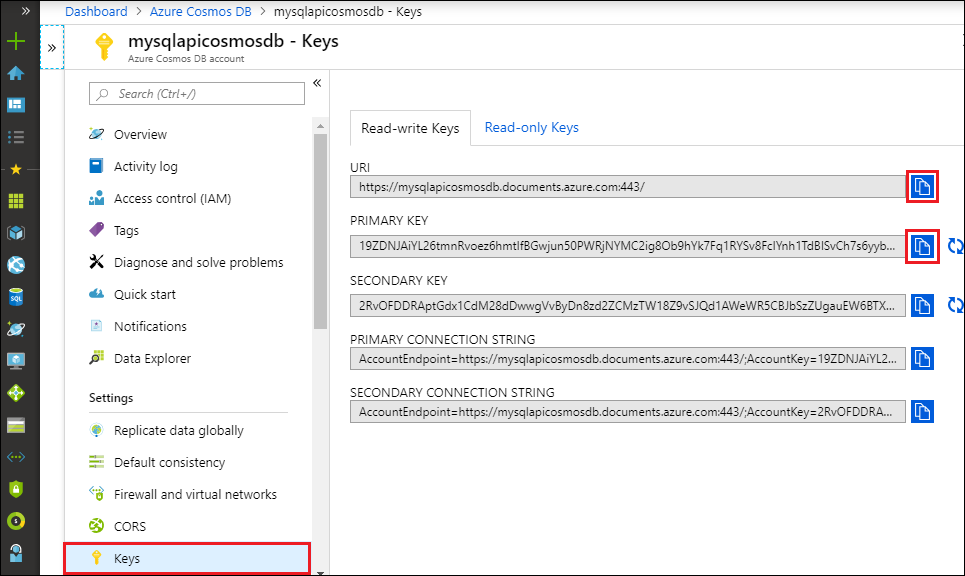 Dashboard > Azure Cosmos DB > mysqlapicosmosdb - Keys
mysqlapicosmosdb - Keys
Azure Cosmos DB account
Search (Ctrl+/)
Overview
Activity log
Access control (IAM)
Tags
Diagnose and solve problems
Quick start
Notifications
Data Explorer
Settings
Replicate data globally
Default consistency
Firewall and virtual networks
CORS
Keys
Read-write Keys
Read-only Keys
URI
https://mysqlapicosmosdb.documents.azure.com:443/
PRIMARY KEY
19ZDNJAiYL26tmnRvoez6hmtIfBGwjun50PWRjNYMC2ig8Ob9hYk7Fq1RYSv8FcIYnh1TdBISvCh7s6yyb...
SECONDARY KEY
2RvOFDDRAptGdx1CdM28dDwwgVvByDn8zd2ZCMzTW18Z9vSJQd1AWeWR5CBJbSzZUgauEW6BTX...
PRIMARY CONNECTION STRING
AccountEndpoint=https://mysqlapicosmosdb.documents.azure.com:443/;AccountKey=19ZDNJAiYL2...
SECONDARY CONNECTION STRING
AccountEndpoint=https://mysqlapicosmosdb.documents.azure.com:443/;AccountKey=2RvOFDDRA...